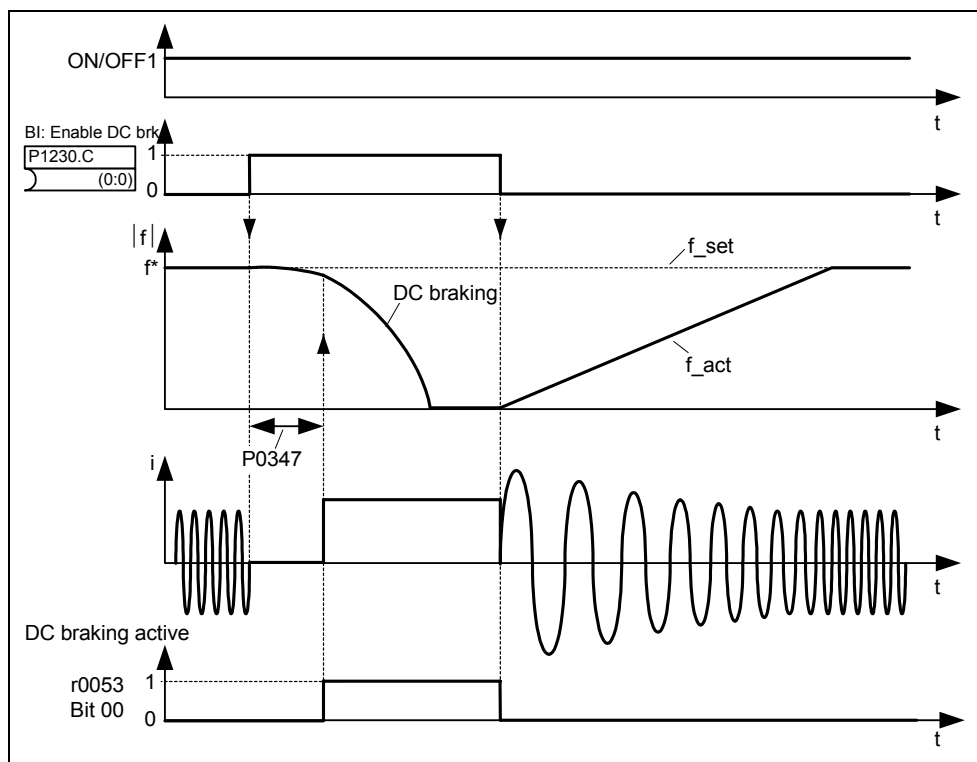 ON/OFF1
t
BI: Enable DC brk
P1230.C
(0:0)
1
0
t
|f|
f*
f_set
DC braking
f_act
t
P0347
i
t
DC braking active
r0053
Bit 00
1
0
t